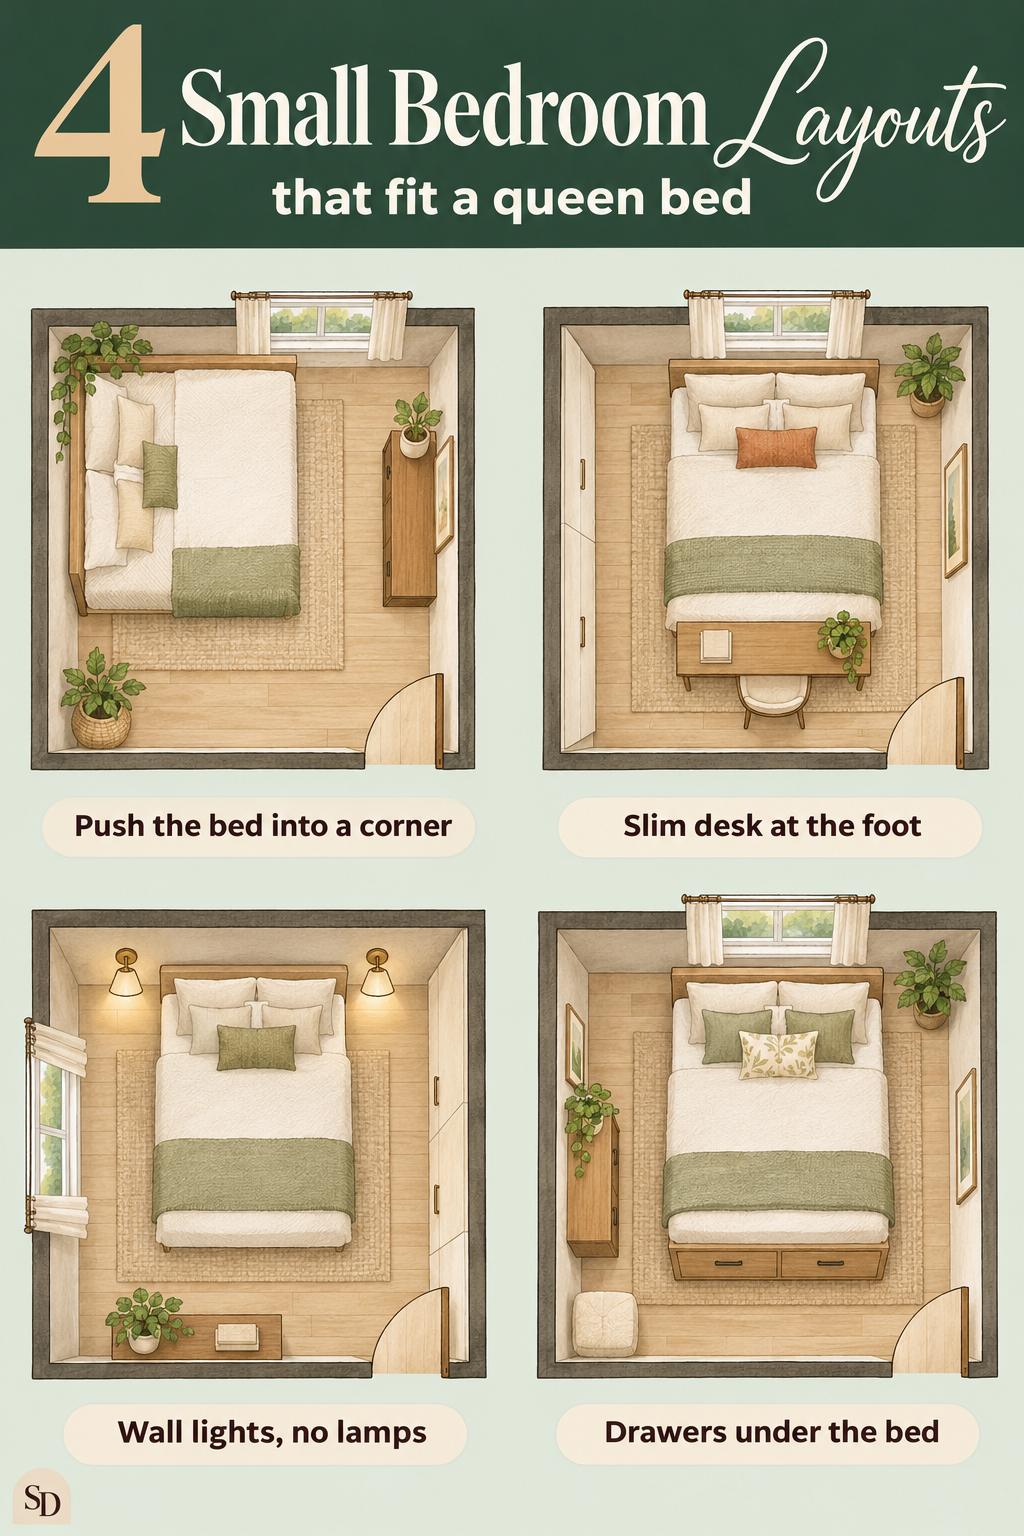 4 Small Bedroom Layouts
that fit a queen bed
Push the bed into a corner
Slim desk at the foot
Wall lights, no lamps
Drawers under the bed
SD